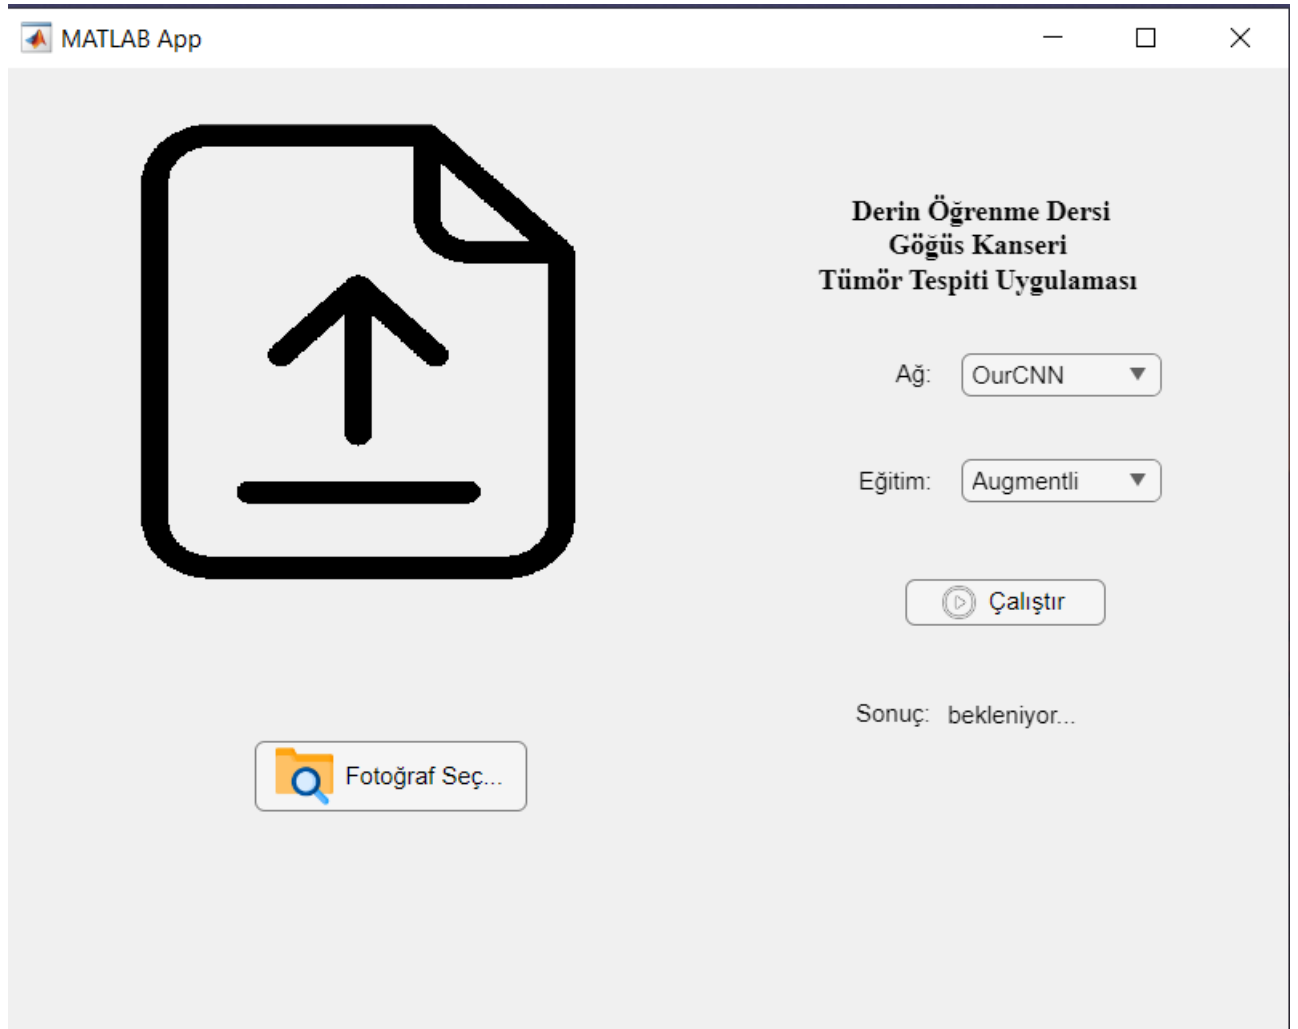 MATLAB App
Derin Öğrenme Dersi
Göğüs Kanseri
Tümör Tespiti Uygulaması
Ağ: OurCNN
Eğitim: Augmentli
Çalıştır
Sonuç: bekleniyor...
Fotoğraf Seç...